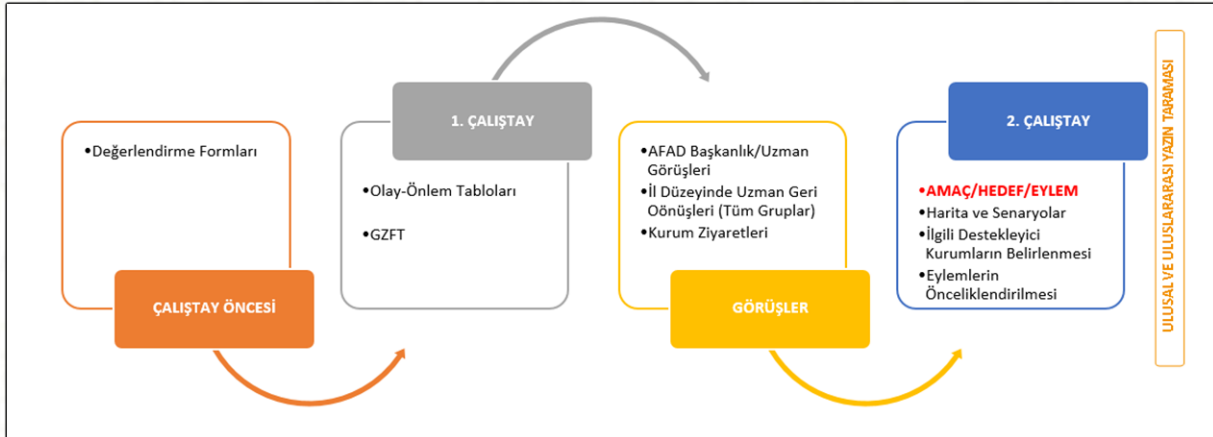 •Değerlendirme Formları
ÇALIŞTAY ÖNCESİ
1. ÇALIŞTAY
•Olay-Önlem Tabloları
•GZFT
•AFAD Başkanlık/Uzman
Görüşleri
•İl Düzeyinde Uzman Geri
Oönüşleri (Tüm Gruplar)
•Kurum Ziyaretleri
GÖRÜŞLER
2. ÇALIŞTAY
•AMAÇ/HEDEF/EYLEM
•Harita ve Senaryolar
•İlgili Destekleyici
Kurumların Belirlenmesi
•Eylemlerin
Önceliklendirilmesi
ULUSAL VE ULUSLARARASI YAZIN TARAMASI